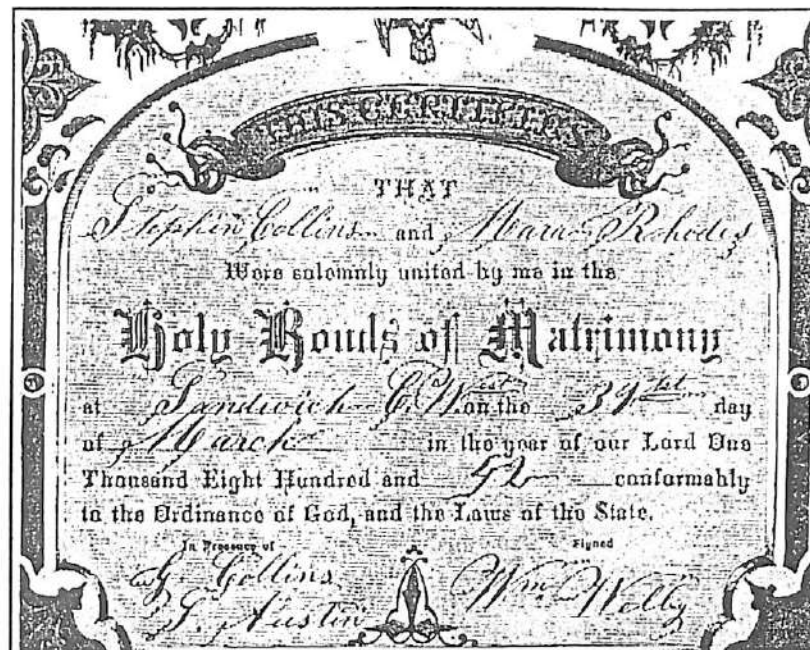 THIS CERTIFIES
THAT
Stephen Collins and Maria Rhodes
Were solemnly united by me in the
Holy Bonds of Matrimony
at Sandwich C. West on the 31st day
of March in the year of our Lord One
Thousand Eight Hundred and 52 conformably
to the Ordinance of God, and the Laws of the State.
In Presence of Signed
G. Collins
Wm Welby
G. Austin